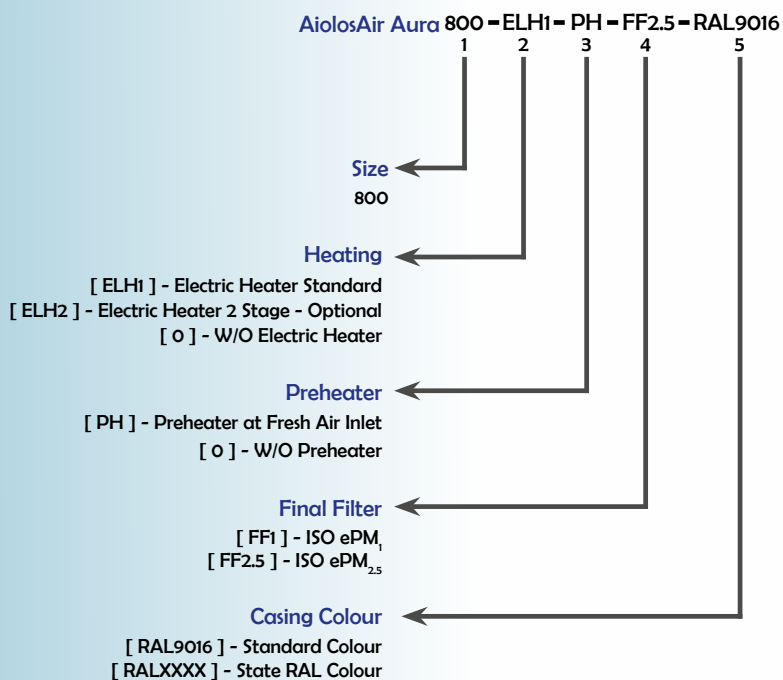 AiolosAir Aura 800 - ELH1 - PH - FF2.5 - RAL9016
1 2 3 4 5
Size
800
Heating
[ ELH1 ] - Electric Heater Standard
[ ELH2 ] - Electric Heater 2 Stage - Optional
[ 0 ] - W/O Electric Heater
Preheater
[ PH ] - Preheater at Fresh Air Inlet
[ 0 ] - W/O Preheater
Final Filter
[ FF1 ] - ISO ePM1
[ FF2.5 ] - ISO ePM2.5
Casing Colour
[ RAL9016 ] - Standard Colour
[ RALXXXX ] - State RAL Colour